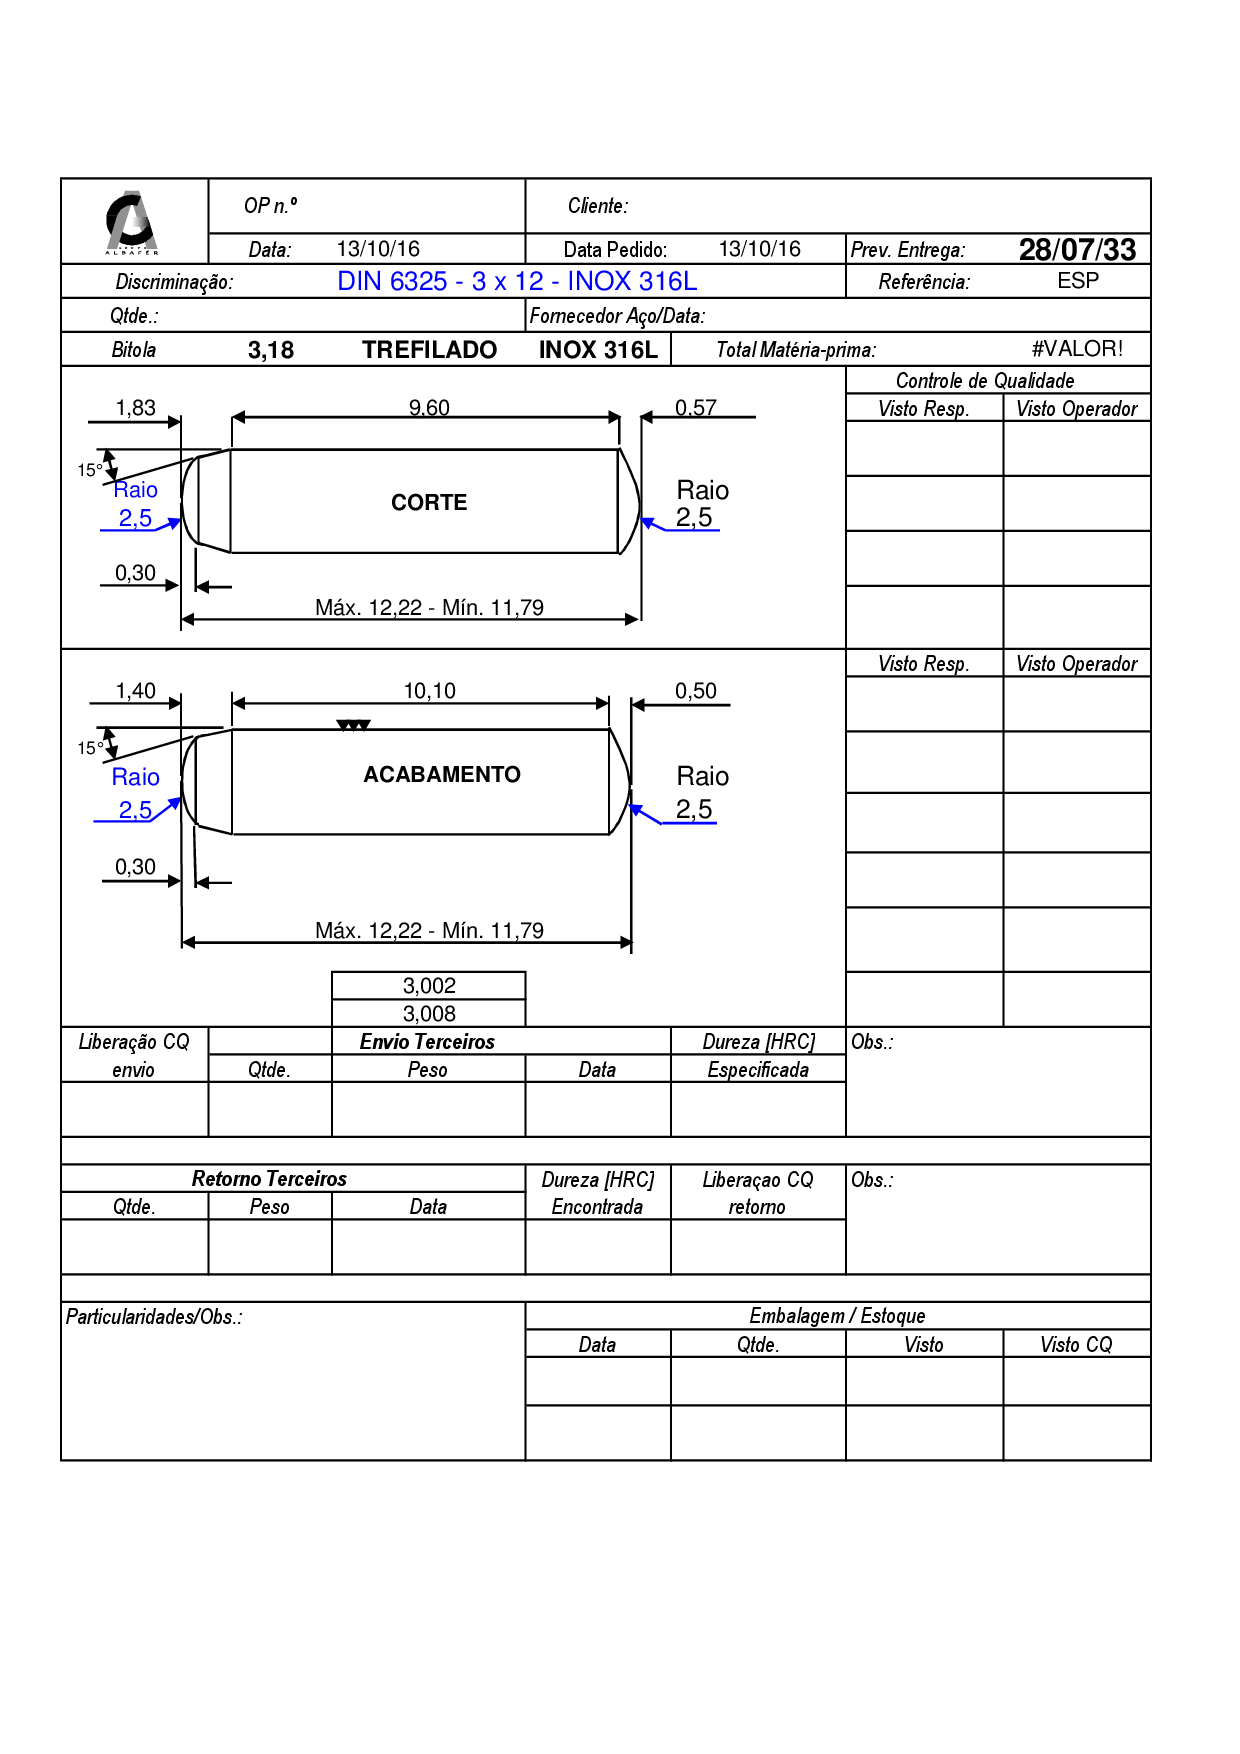 GRUPO
ALBAFER
OP n.º Cliente:
Data: 13/10/16 Data Pedido: 13/10/16 Prev. Entrega: 28/07/33
Discriminação: DIN 6325 - 3 x 12 - INOX 316L Referência: ESP
Qtde.: Fornecedor Aço/Data:
Bitola 3,18 TREFILADO INOX 316L Total Matéria-prima: #VALOR!
Controle de Qualidade
Visto Resp. Visto Operador
1,83 9,60 0,57
15°
Raio CORTE Raio
2,5 2,5
0,30
Máx. 12,22 - Mín. 11,79
Visto Resp. Visto Operador
1,40 10,10 0,50
15°
Raio ACABAMENTO Raio
2,5 2,5
0,30
Máx. 12,22 - Mín. 11,79
3,002
3,008
Liberação CQ Envio Terceiros Dureza [HRC] Obs.:
envio Qtde. Peso Data Especificada
Retorno Terceiros Dureza [HRC] Liberaçao CQ Obs.:
Qtde. Peso Data Encontrada retorno
Particularidades/Obs.: Embalagem / Estoque
Data Qtde. Visto Visto CQ